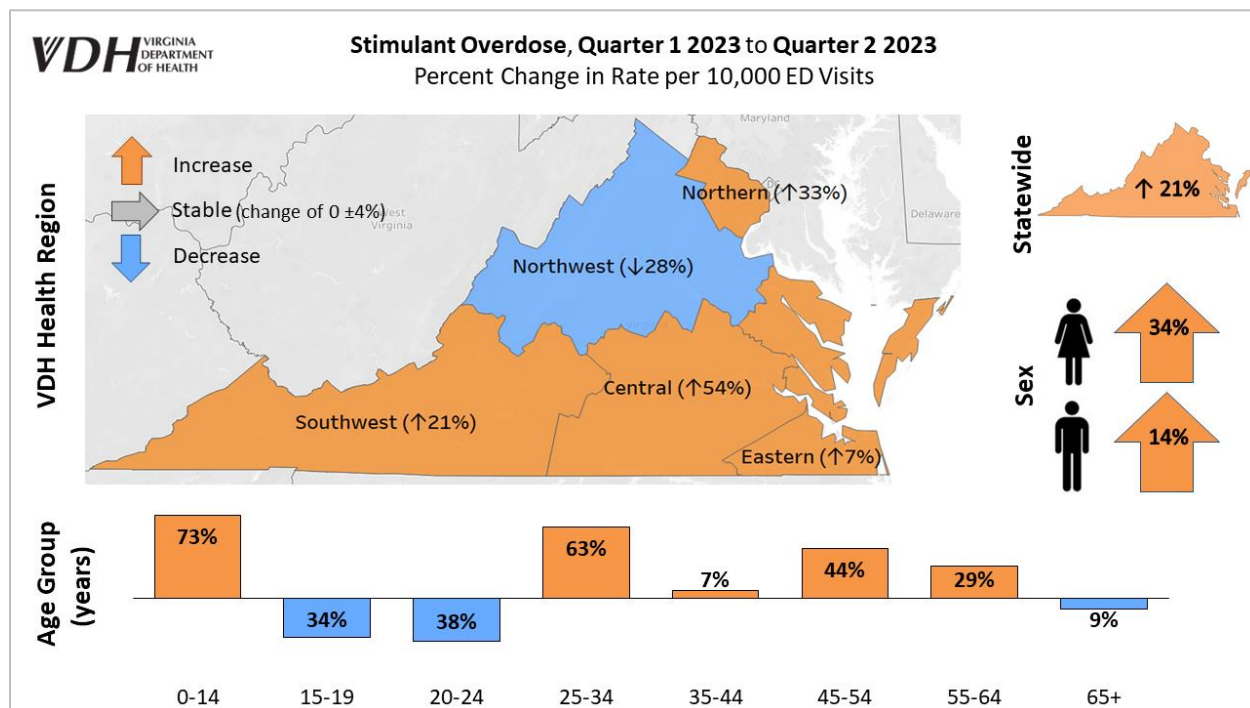 VDH VIRGINIA
DEPARTMENT
OF HEALTH
Stimulant Overdose, Quarter 1 2023 to Quarter 2 2023
Percent Change in Rate per 10,000 ED Visits
VDH Health Region
Increase
Stable (change of 0 ±4%)
Decrease
Maryland
West
Virginia
Delaware
Northern (↑33%)
Northwest (↓28%)
Central (↑54%)
Southwest (↑21%)
Eastern (↑7%)
Statewide
↑ 21%
Sex
34%
14%
Age Group
(years)
73%
34%
38%
63%
7%
44%
29%
9%
0-14 15-19 20-24 25-34 35-44 45-54 55-64 65+